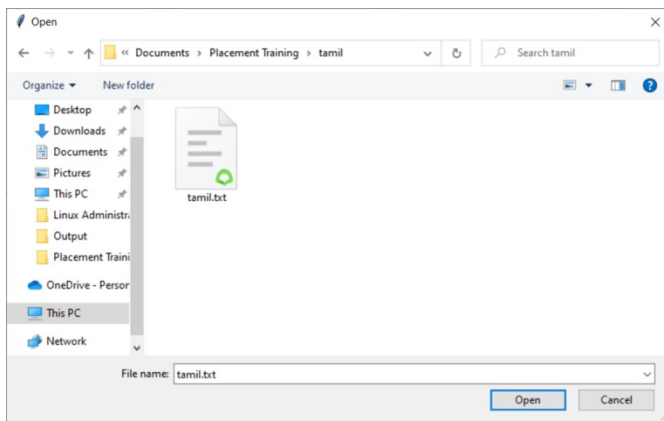 Open
« Documents › Placement Training › tamil
Search tamil
Organize
New folder
Desktop
Downloads
Documents
Pictures
This PC
Linux Administr
Output
Placement Traini
OneDrive - Person
This PC
Network
tamil.txt
File name: tamil.txt
Open Cancel